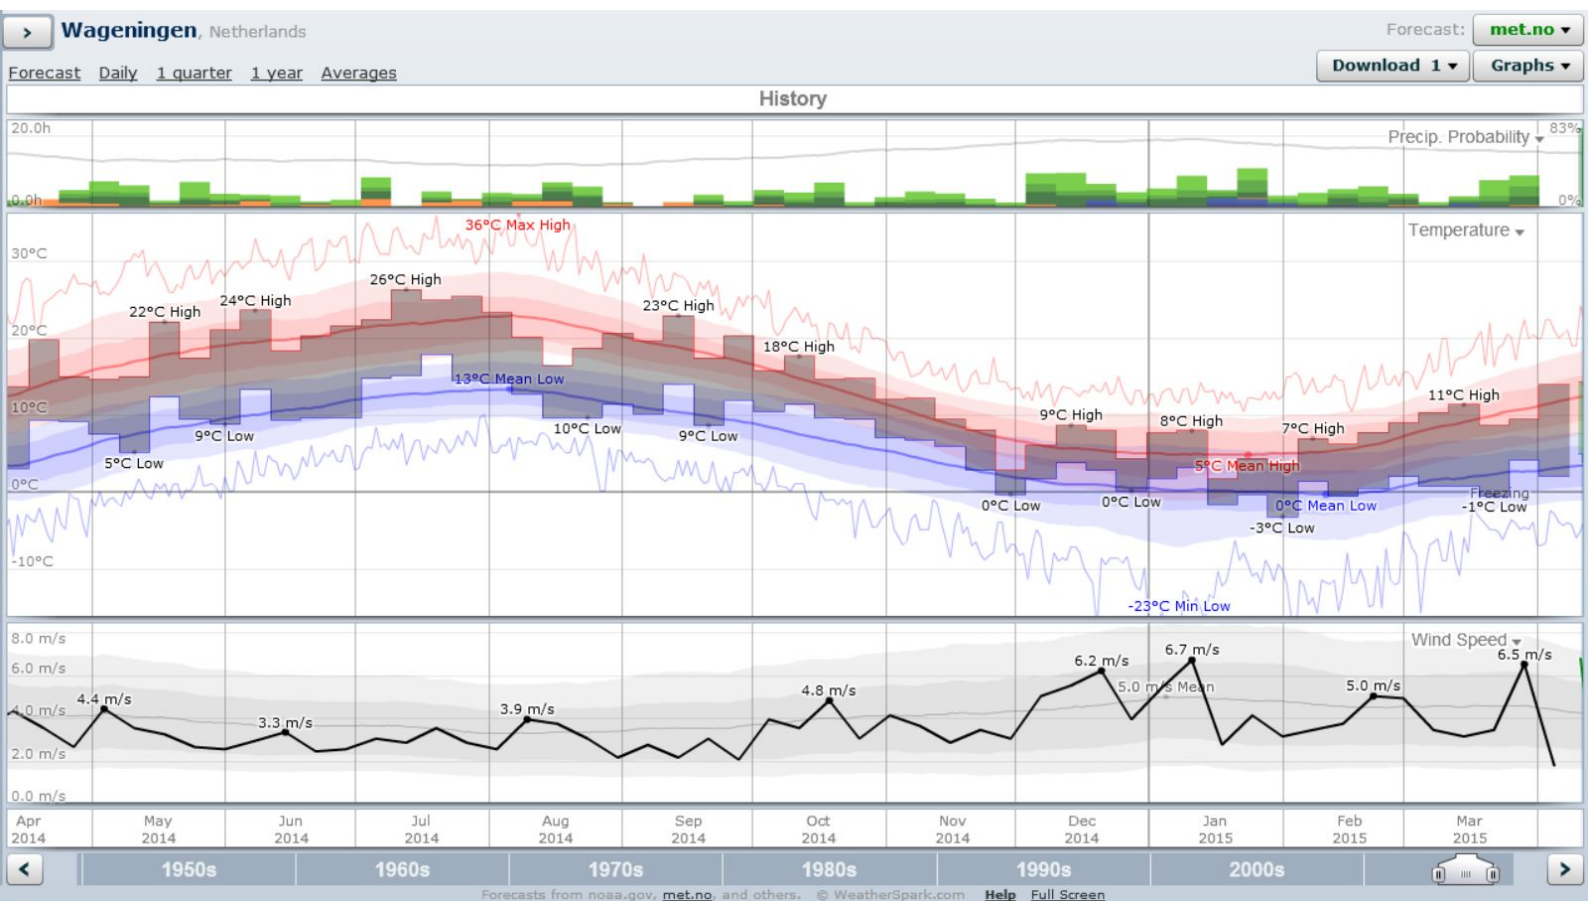 > Wageningen, Netherlands
Forecast: met.no
Forecast Daily 1 quarter 1 year Averages
Download 1 Graphs
History
20.0h
Precip. Probability 83%
0.0h
0%
36°C Max High
Temperature
30°C
26°C High
24°C High
22°C High
23°C High
20°C
18°C High
13°C Mean Low
11°C High
10°C
9°C High
8°C High
7°C High
9°C Low
10°C Low
9°C Low
5°C Low
5°C Mean High
0°C
Freezing
0°C Low
0°C Low
0°C Mean Low
-1°C Low
-3°C Low
-10°C
-23°C Min Low
8.0 m/s
Wind Speed
6.7 m/s
6.5 m/s
6.2 m/s
6.0 m/s
5.0 m/s Mean
5.0 m/s
4.8 m/s
4.4 m/s
4.0 m/s
3.9 m/s
3.3 m/s
2.0 m/s
0.0 m/s
Apr May Jun Jul Aug Sep Oct Nov Dec Jan Feb Mar
2014 2014 2014 2014 2014 2014 2014 2014 2014 2015 2015 2015
< 1950s 1960s 1970s 1980s 1990s 2000s >
Forecasts from noaa.gov, met.no, and others. © WeatherSpark.com Help Full Screen